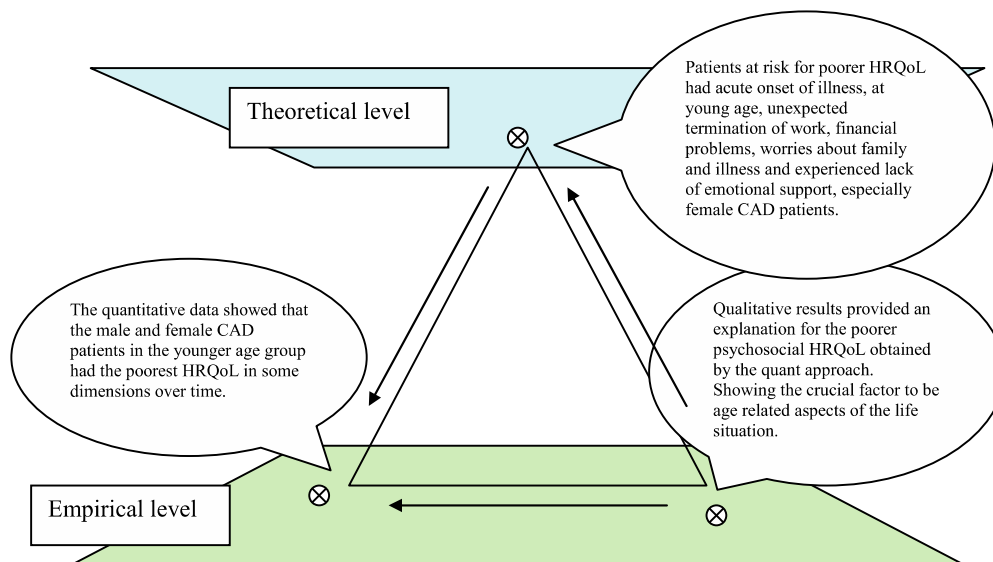 Theoretical level
Patients at risk for poorer HRQoL
had acute onset of illness, at
young age, unexpected
termination of work, financial
problems, worries about family
and illness and experienced lack
of emotional support, especially
female CAD patients.
The quantitative data showed that
the male and female CAD
patients in the younger age group
had the poorest HRQoL in some
dimensions over time.
Qualitative results provided an
explanation for the poorer
psychosocial HRQoL obtained
by the quant approach.
Showing the crucial factor to be
age related aspects of the life
situation.
Empirical level